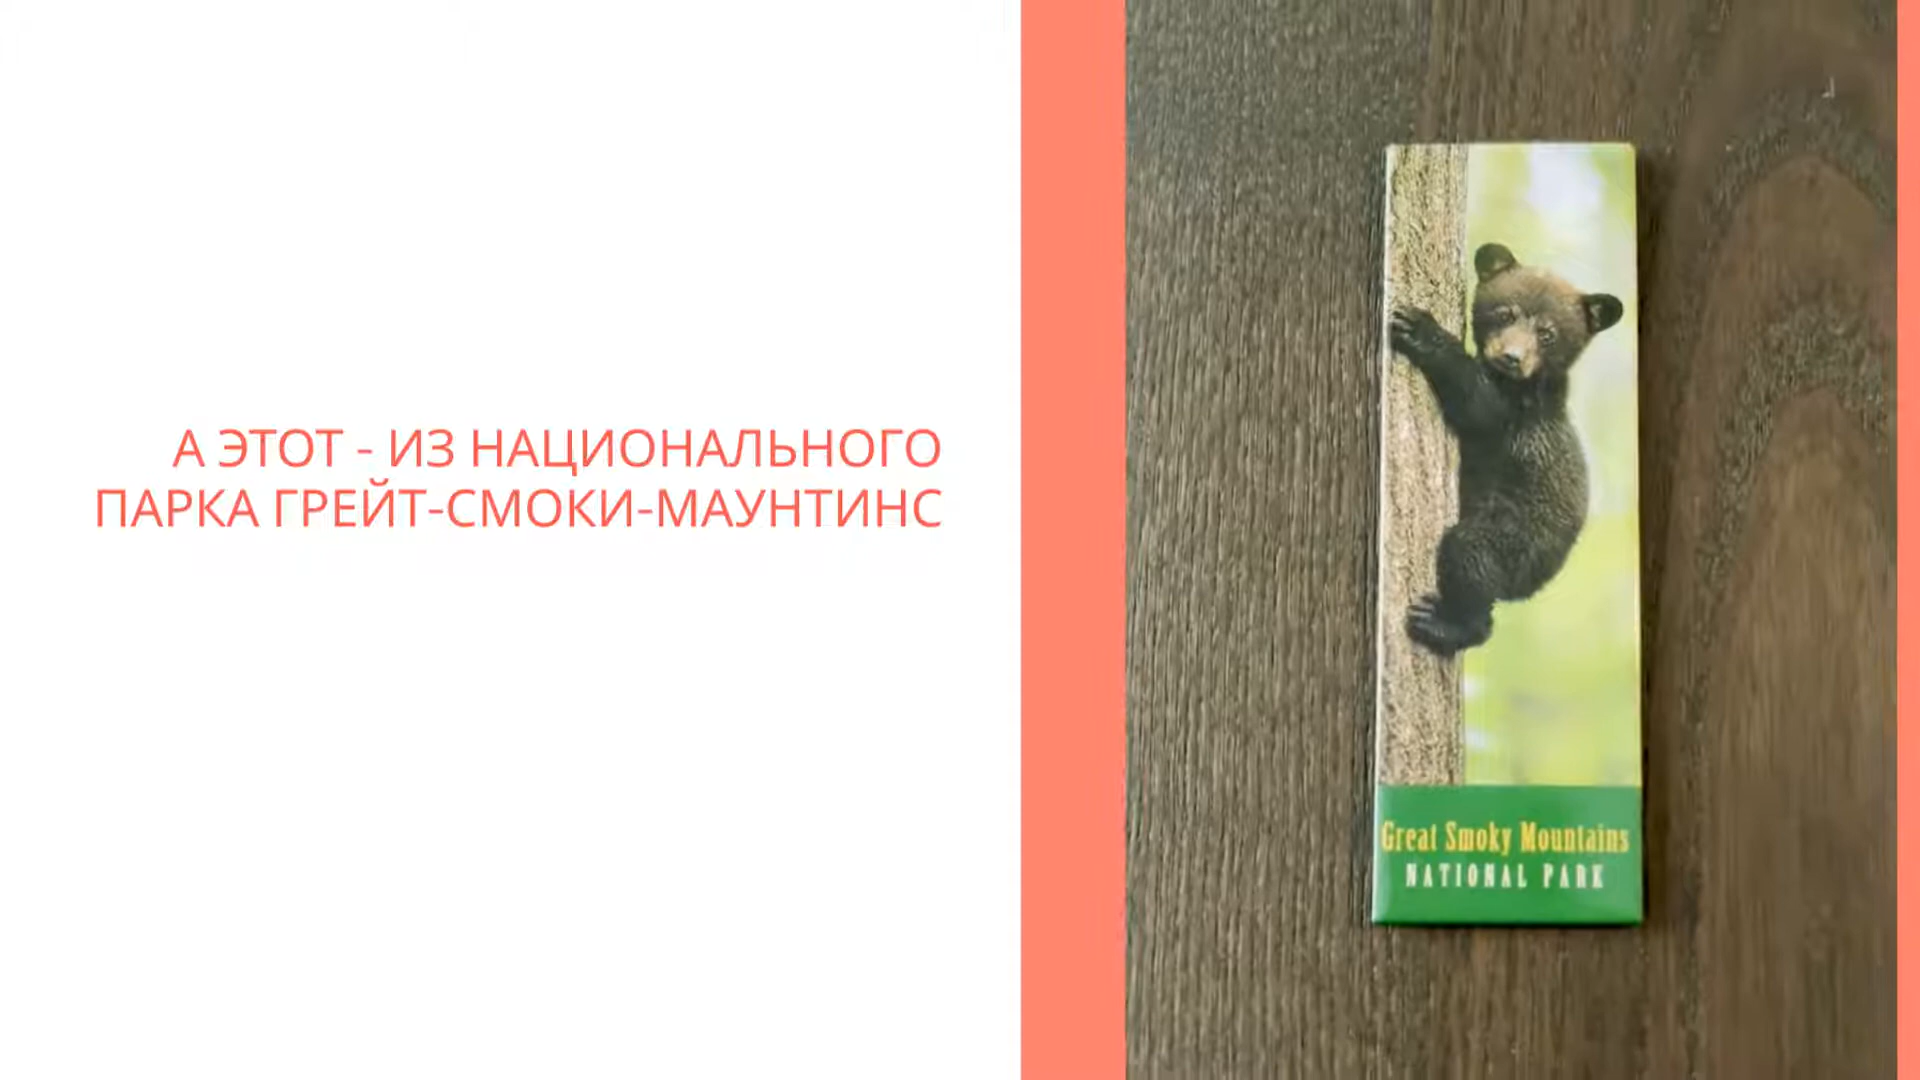 А ЭТОТ - ИЗ НАЦИОНАЛЬНОГО
ПАРКА ГРЕЙТ-СМОКИ-МАУНТИНС
Great Smoky Mountains
NATIONAL PARK